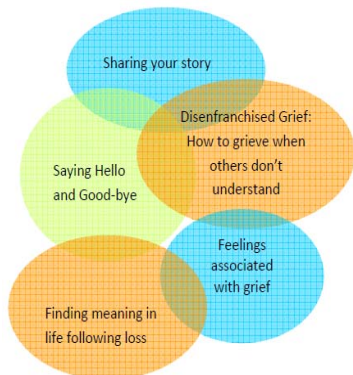 Sharing your story
Disenfranchised Grief:
How to grieve when
others don't
understand
Saying Hello
and Good-bye
Feelings
associated
with grief
Finding meaning in
life following loss